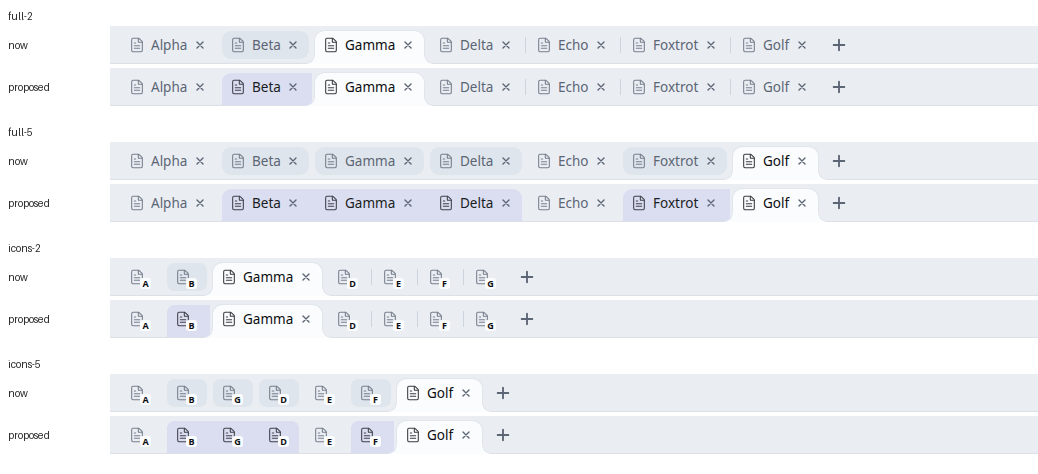 full-2
now Alpha × Beta × Gamma × Delta × Echo × Foxtrot × Golf × +
proposed Alpha × Beta × Gamma × Delta × Echo × Foxtrot × Golf × +
full-5
now Alpha × Beta × Gamma × Delta × Echo × Foxtrot × Golf × +
proposed Alpha × Beta × Gamma × Delta × Echo × Foxtrot × Golf × +
icons-2
now A B Gamma × D E F G +
proposed A B Gamma × D E F G +
icons-5
now A B G D E F Golf × +
proposed A B G D E F Golf × +